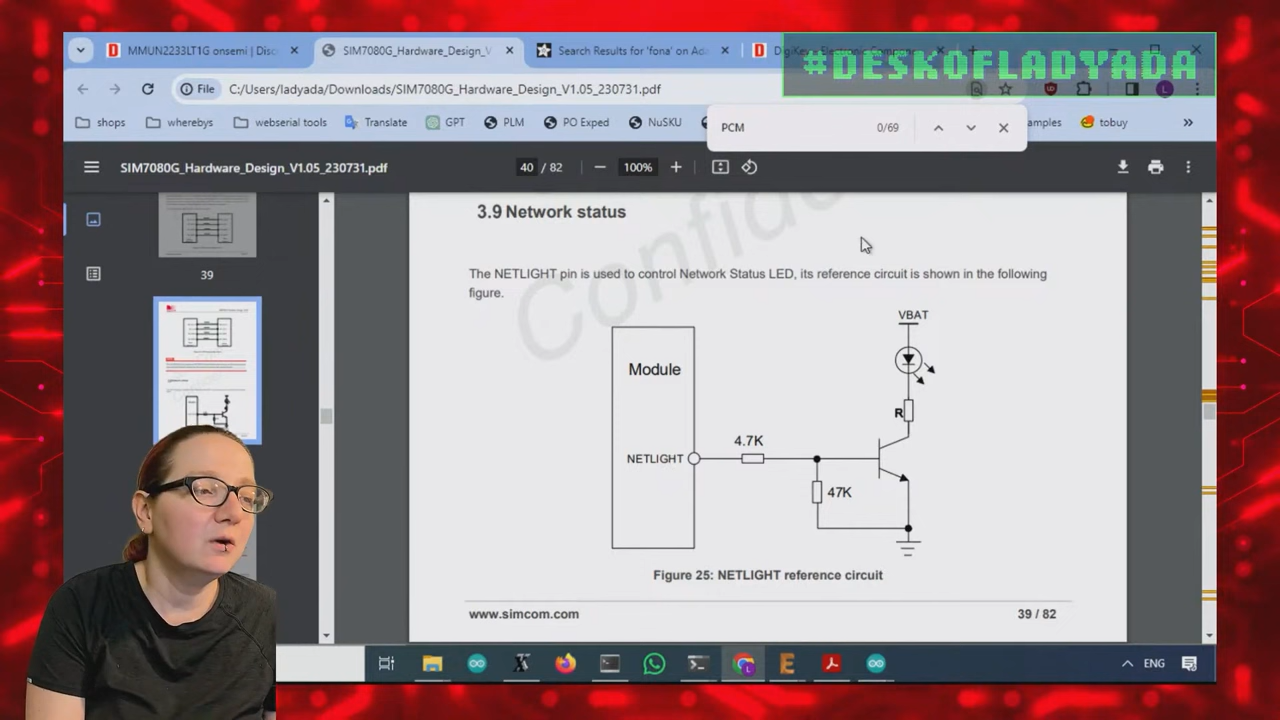 #DESKOFLADYADA
MMUN2233LT1G onsemi | Disc
SIM7080G_Hardware_Design_V
Search Results for 'fona' on Ada
DigiKey Electronic Compone
File
C:/Users/ladyada/Downloads/SIM7080G_Hardware_Design_V1.05_230731.pdf
shops
wherebys
webserial tools
Translate
GPT
PLM
PO Exped
NuSKU
amples
tobuy
PCM
0/69
SIM7080G_Hardware_Design_V1.05_230731.pdf
40 / 82
100%
39
3.9 Network status
The NETLIGHT pin is used to control Network Status LED, its reference circuit is shown in the following
figure.
VBAT
Module
R
4.7K
NETLIGHT
47K
Figure 25: NETLIGHT reference circuit
www.simcom.com
39 / 82
ENG